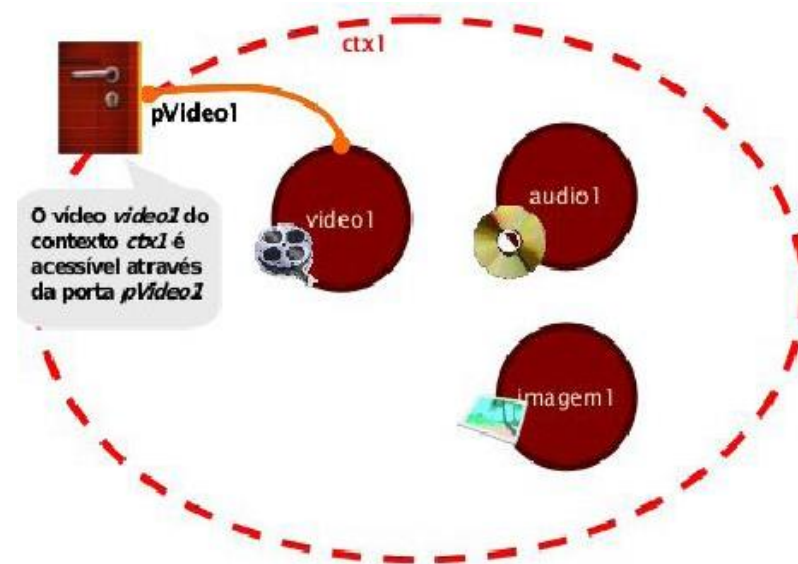 ctx1
pVideo1
O vídeo video1 do
contexto ctx1 é
acessível através
da porta pVideo1
video1
audio1
imagem1